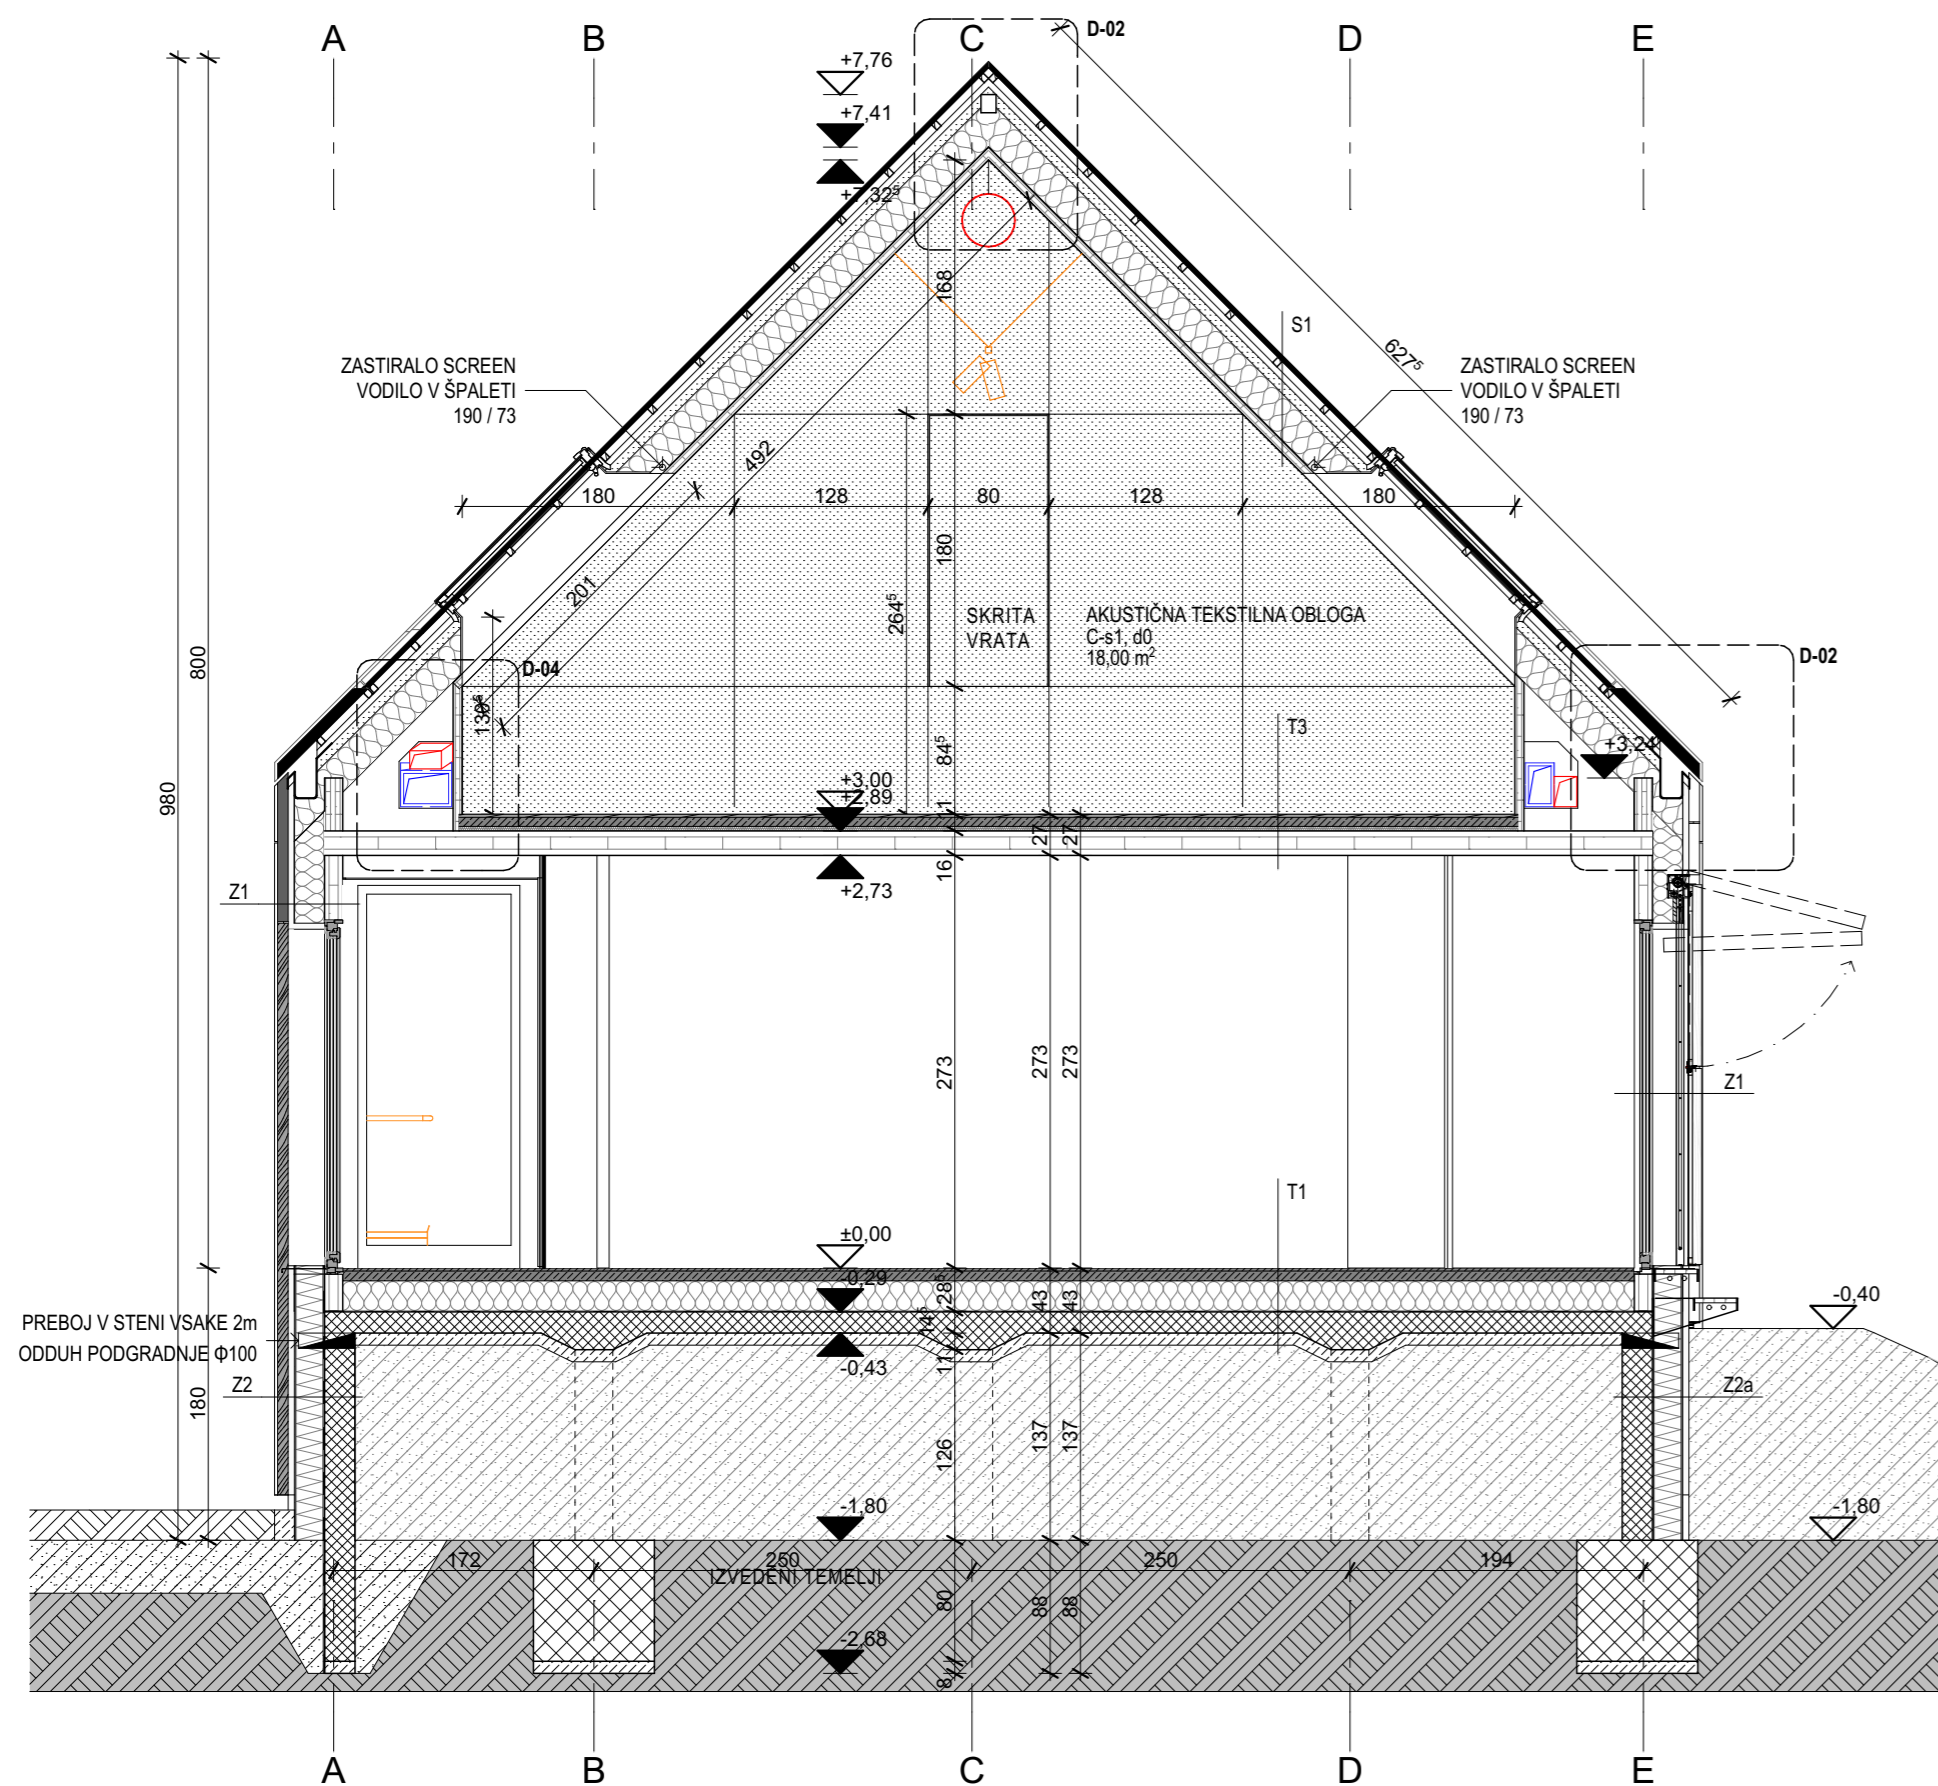 A
B
C
D
E
D-02
+7,76
+7,41
+7,32⁵
168
S1
627⁵
ZASTIRALO SCREEN
VODILO V ŠPALETI
190 / 73
ZASTIRALO SCREEN
VODILO V ŠPALETI
190 / 73
492
180
128
80
128
180
180
201
264⁵
SKRITA
VRATA
AKUSTIČNA TEKSTILNA OBLOGA
C-s1, d0
18,00 m²
800
D-04
D-02
130⁵
T3
84⁵
+3,24
980
+3,00
+2,89
11
27
27
16
+2,73
Z1
273
273
273
Z1
T1
±0,00
-0,29
28⁵
43
43
-0,40
14⁵
PREBOJ V STENI VSAKE 2m
ODDUH PODGRADNJE Φ100
-0,43
11
Z2
Z2a
180
126
137
137
-1,80
-1,80
172
250
250
194
IZVEDENI TEMELJI
80
88
88
-2,68
8
A
B
C
D
E